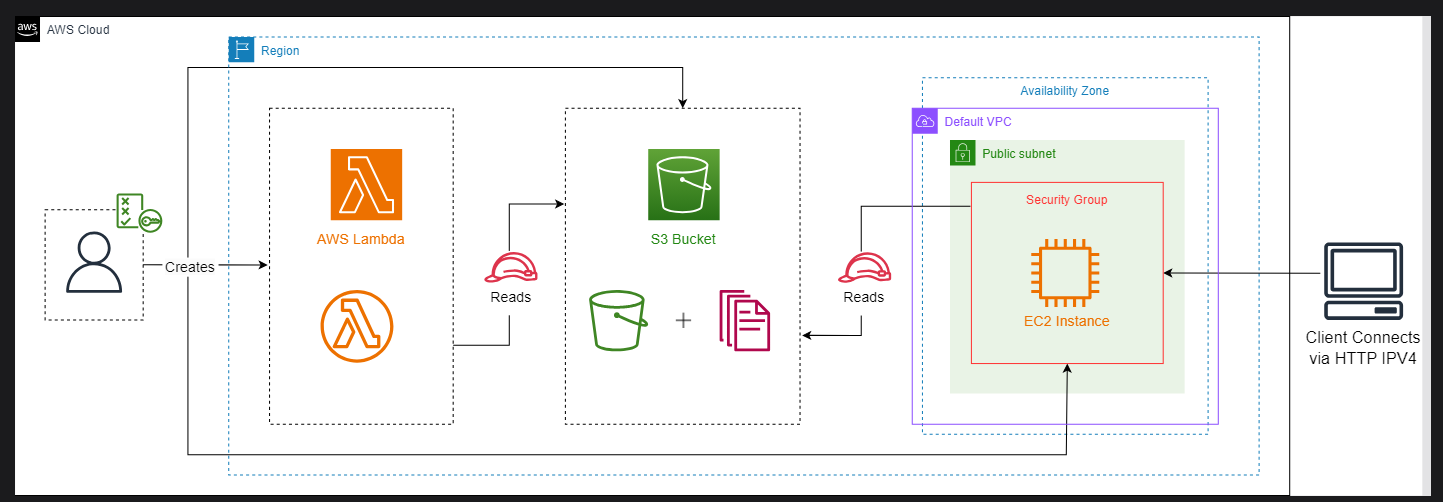 aws
AWS Cloud
Region
Availability Zone
Default VPC
Public subnet
Security Group
AWS Lambda
S3 Bucket
Creates
Reads
Reads
+
EC2 Instance
Client Connects
via HTTP IPV4